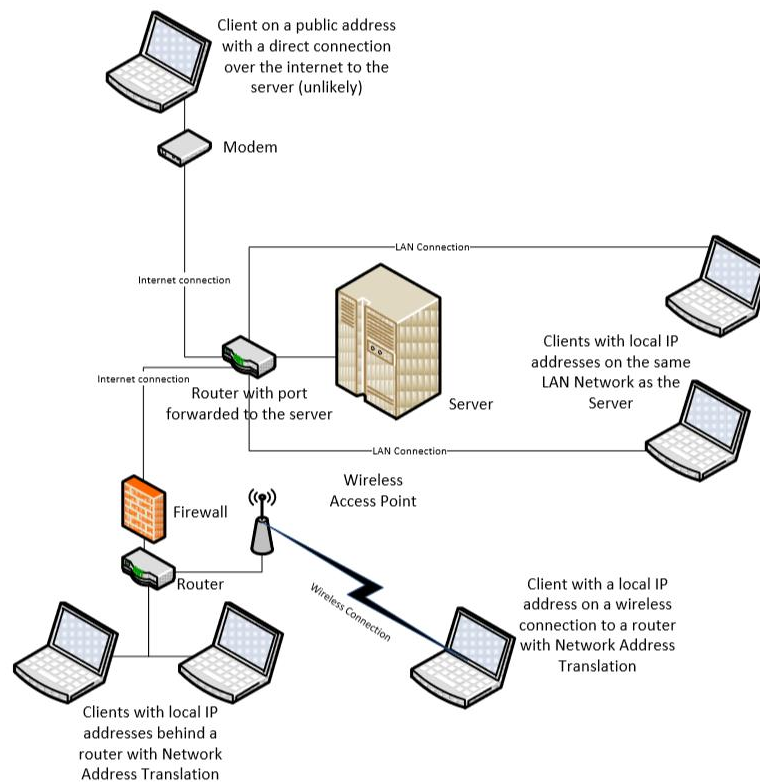 Client on a public address
with a direct connection
over the internet to the
server (unlikely)
Modem
LAN Connection
Internet connection
Clients with local IP
addresses on the same
LAN Network as the
Server
Internet connection
Router with port
forwarded to the server
Server
LAN Connection
Wireless
Access Point
Firewall
Router
Wireless Connection
Client with a local IP
address on a wireless
connection to a router
with Network Address
Translation
Clients with local IP
addresses behind a
router with Network
Address Translation